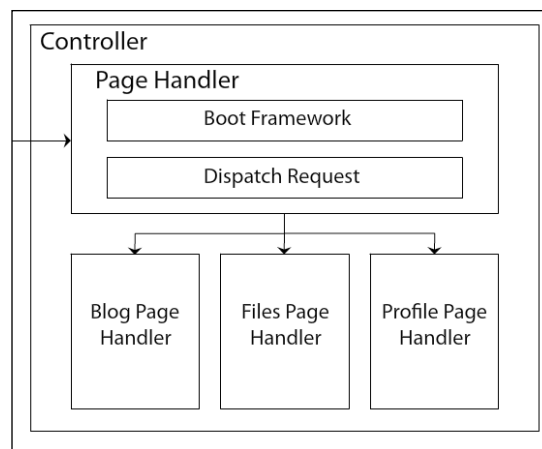 Controller
Page Handler
Boot Framework
Dispatch Request
Blog Page
Handler
Files Page
Handler
Profile Page
Handler